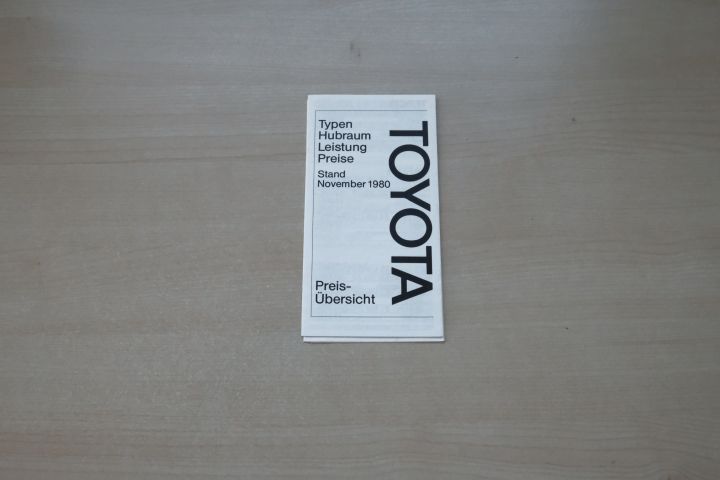 Typen
Hubraum
Leistung
Preise
Stand
November 1980
TOYOTA
Preis-
Übersicht